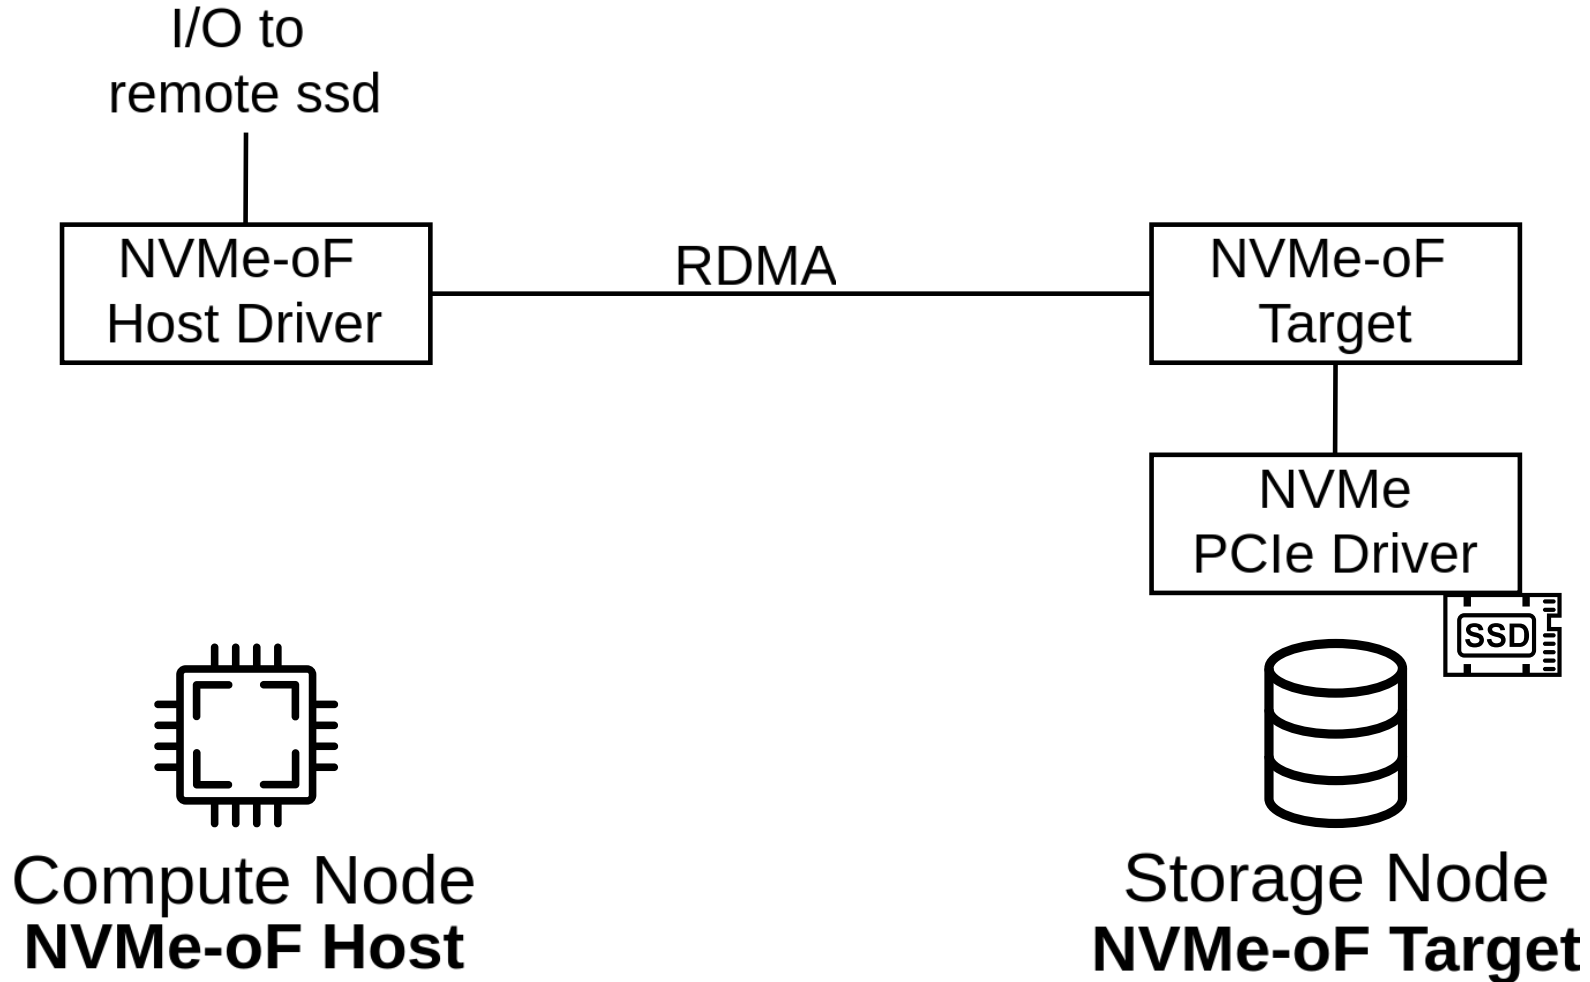 I/O to
remote ssd
NVMe-oF
Host Driver
RDMA
NVMe-oF
Target
NVMe
PCIe Driver
SSD
Compute Node
NVMe-oF Host
Storage Node
NVMe-oF Target